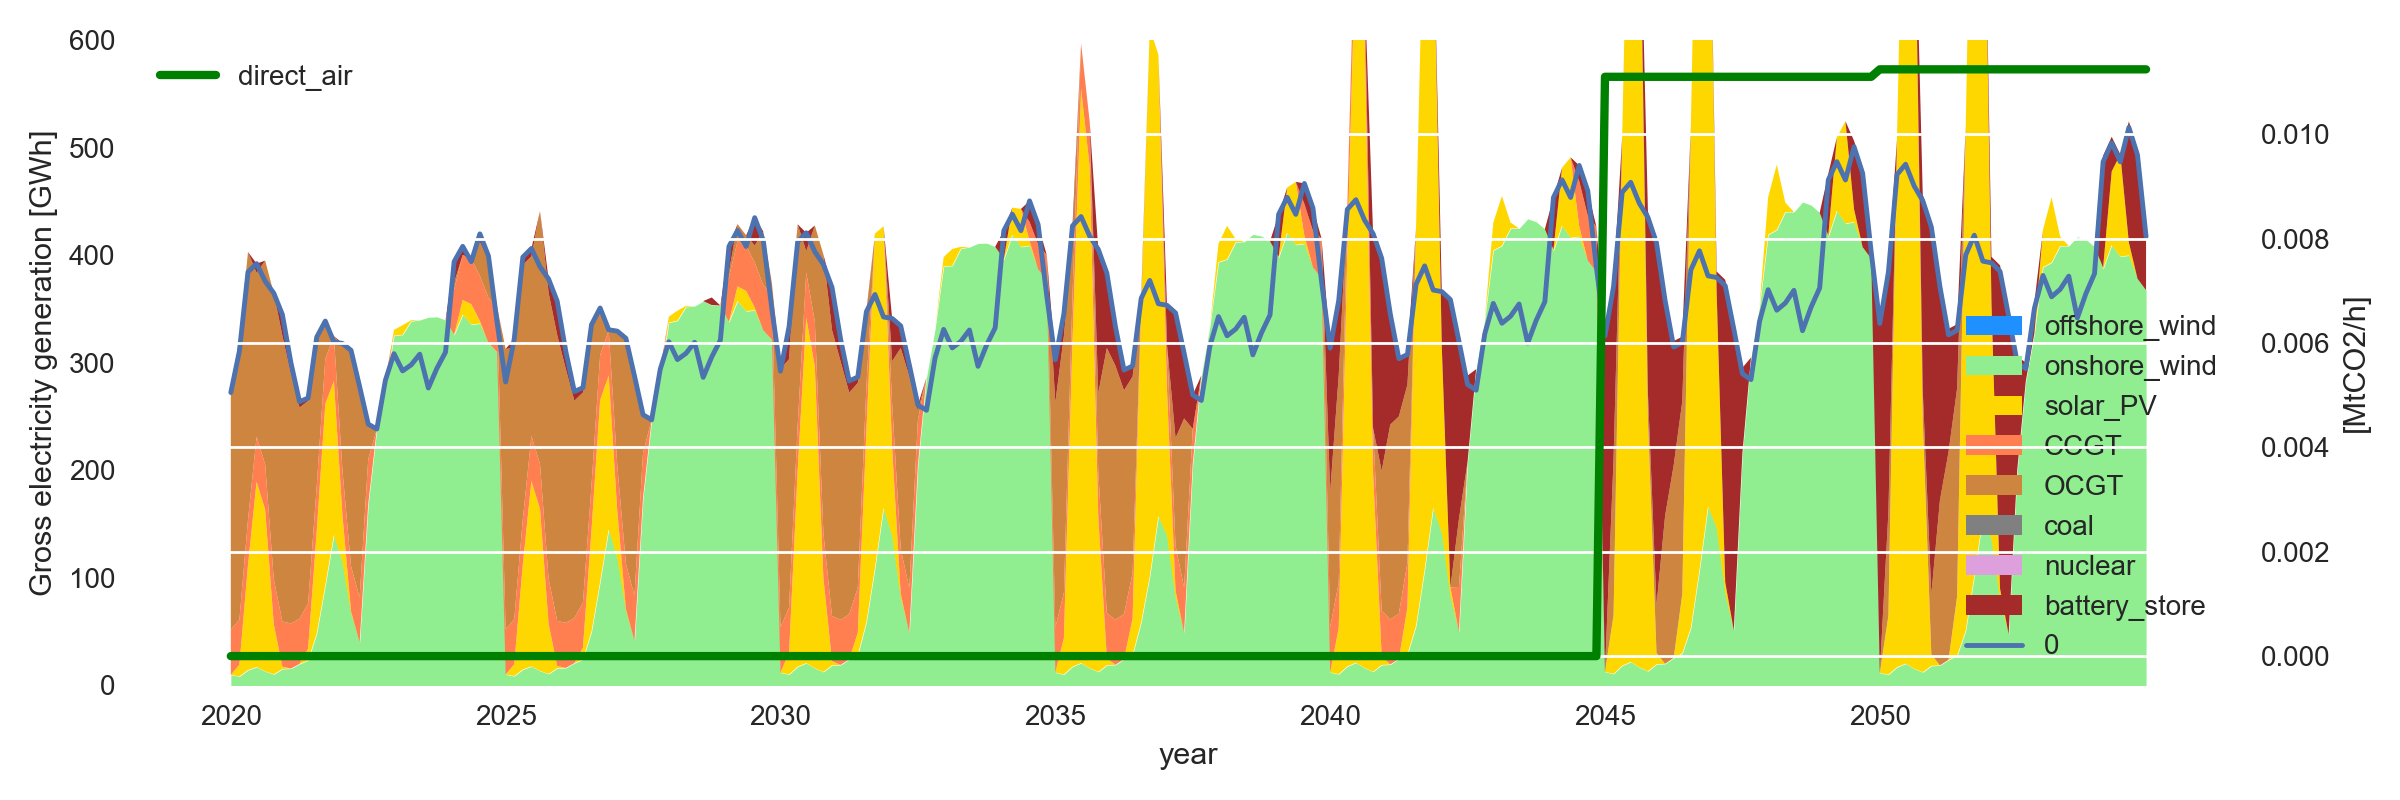 600
500
400
300
200
100
0
Gross electricity generation [GWh]
direct_air
0.010
0.008
0.006
0.004
0.002
0.000
[MtCO2/h]
offshore_wind
onshore_wind
solar_PV
CCGT
OCGT
coal
nuclear
battery_store
0
2020 2025 2030 2035 2040 2045 2050
year